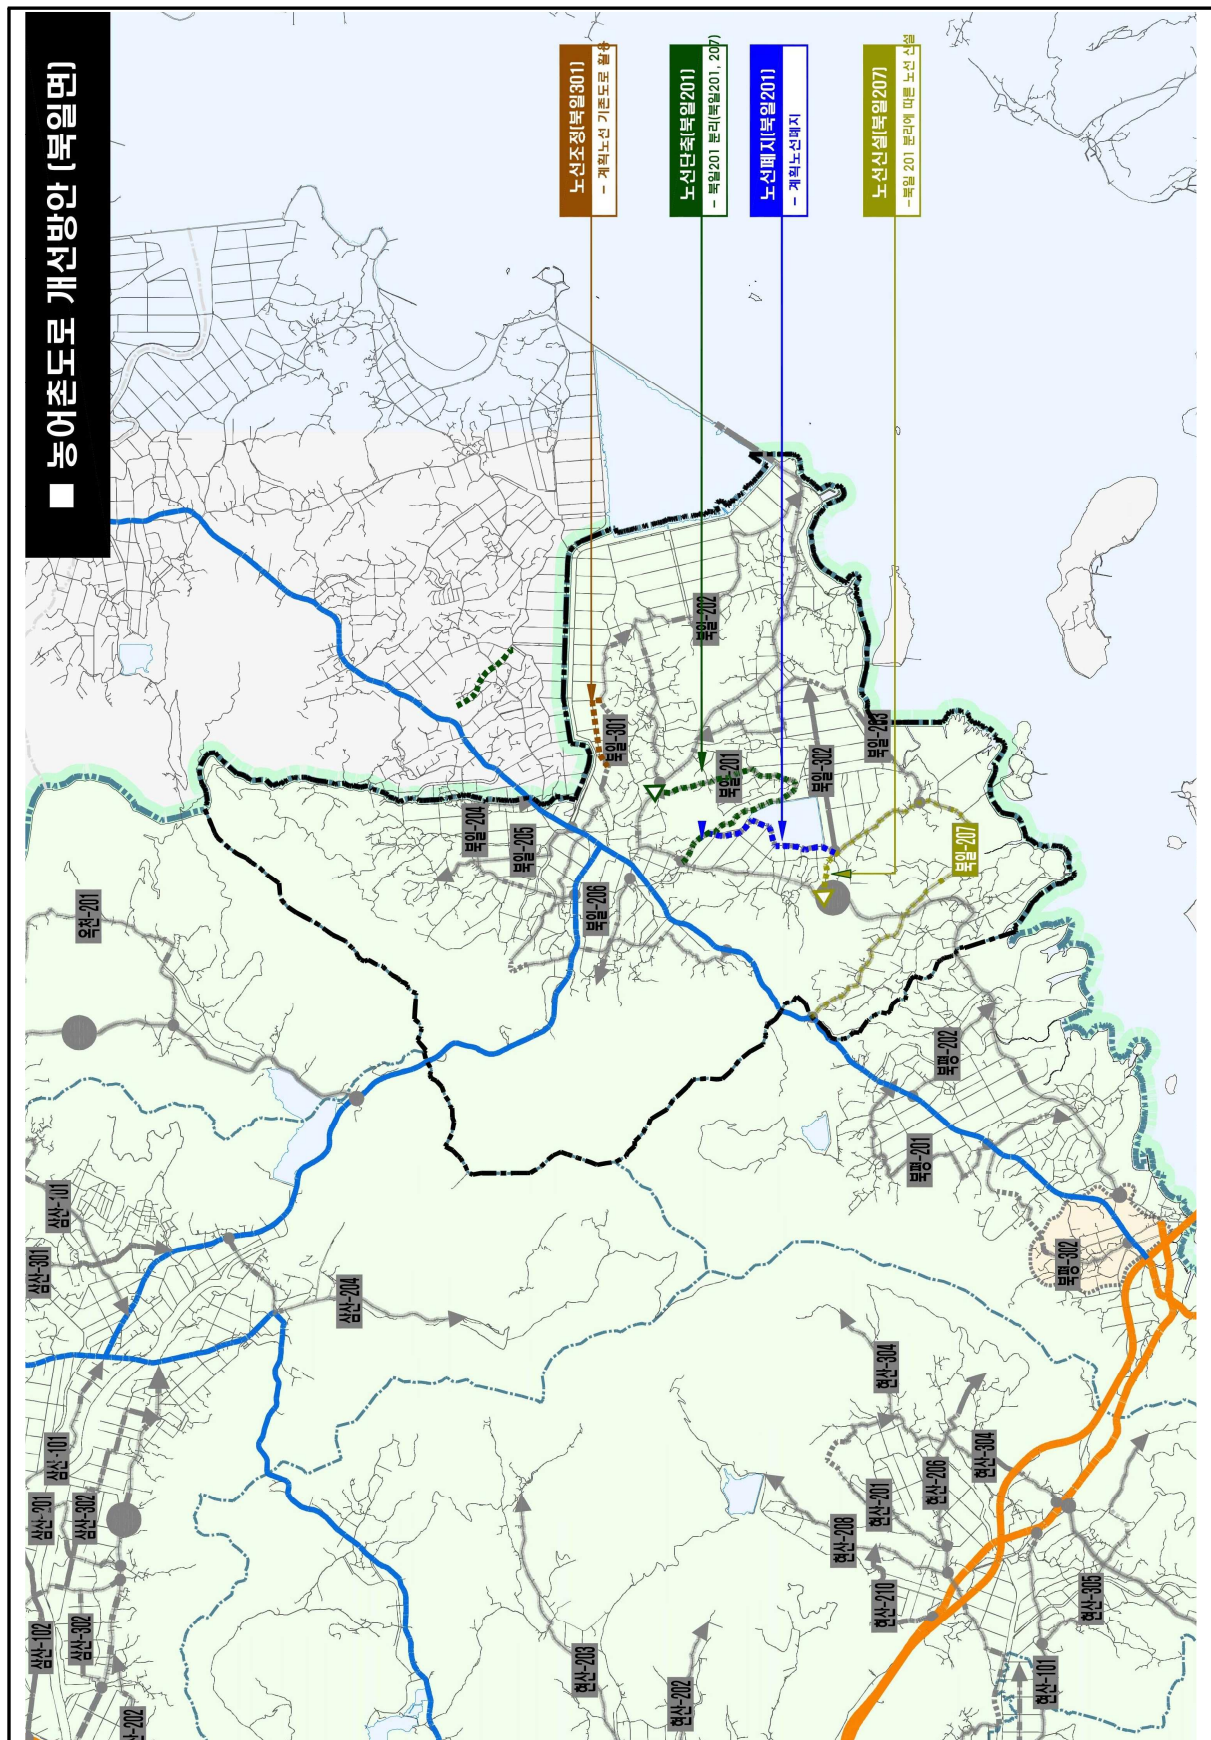 ■ 농어촌도로 개선방안 (북일면)
노선조정(북일301)
- 계획노선 기존도로 활용
노선단축(북일201)
- 북일201 분리(북일201, 207)
노선폐지(북일201)
- 계획노선폐지
노선신설(북일207)
-북일 201 분리에 따른 노선 신설
북일-202
북일-301
북일-201
북일-302
북일-203
북일-204
북일-205
북일-206
북일-207
옥천-201
북평-202
북평-201
북평-302
삼산-101
삼산-301
삼산-204
삼산-101
삼산-201
삼산-302
삼산-102
삼산-302
산-202
현산-304
현산-304
현산-206
현산-201
현산-208
현산-210
현산-305
현산-101
현산-203
현산-202